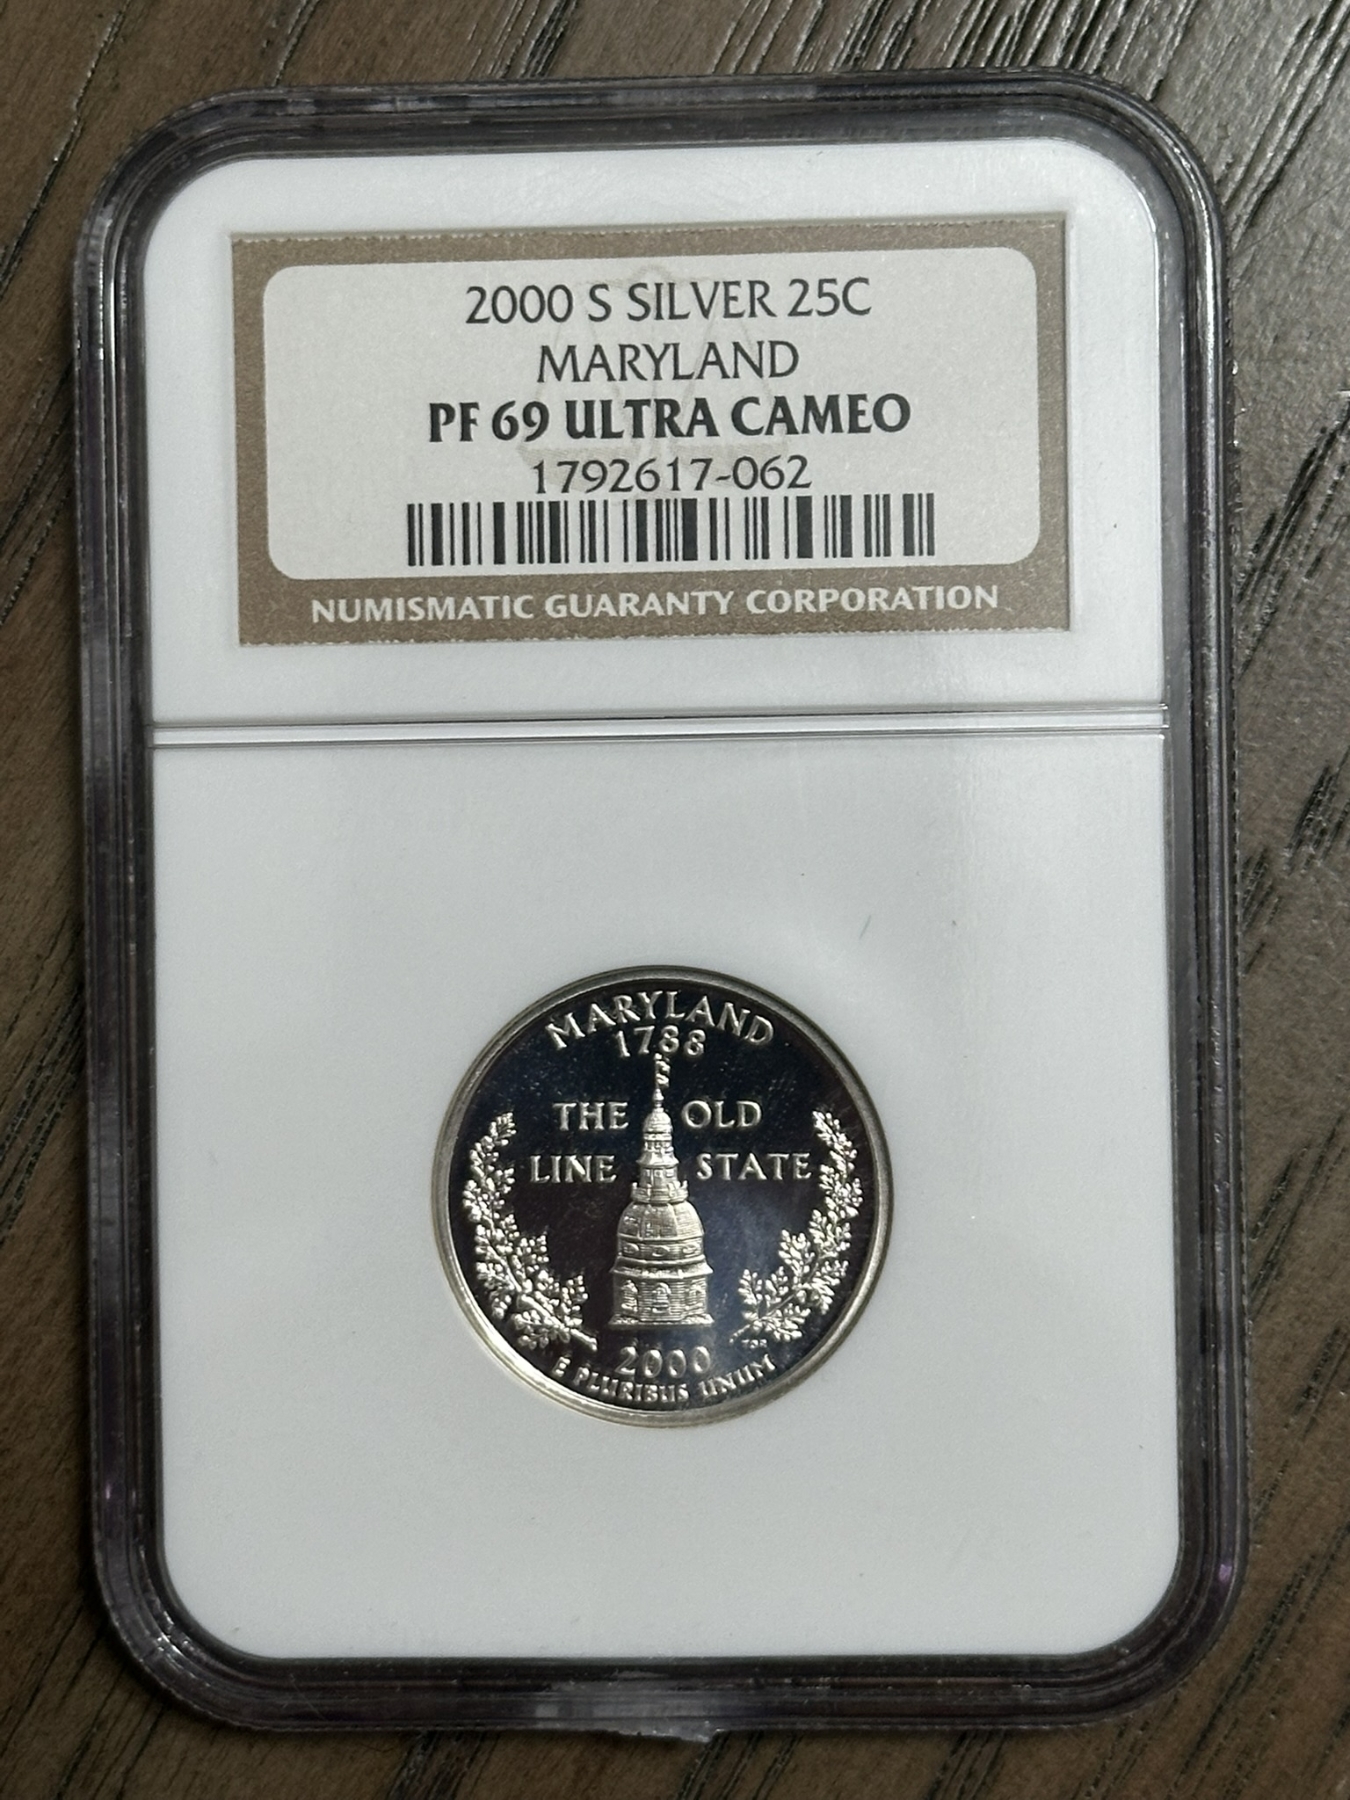 2000 S SILVER 25C
MARYLAND
PF 69 ULTRA CAMEO
1792617-062
NUMISMATIC GUARANTY CORPORATION
MARYLAND
1788
THE OLD
LINE STATE
2000
E PLURIBUS UNUM